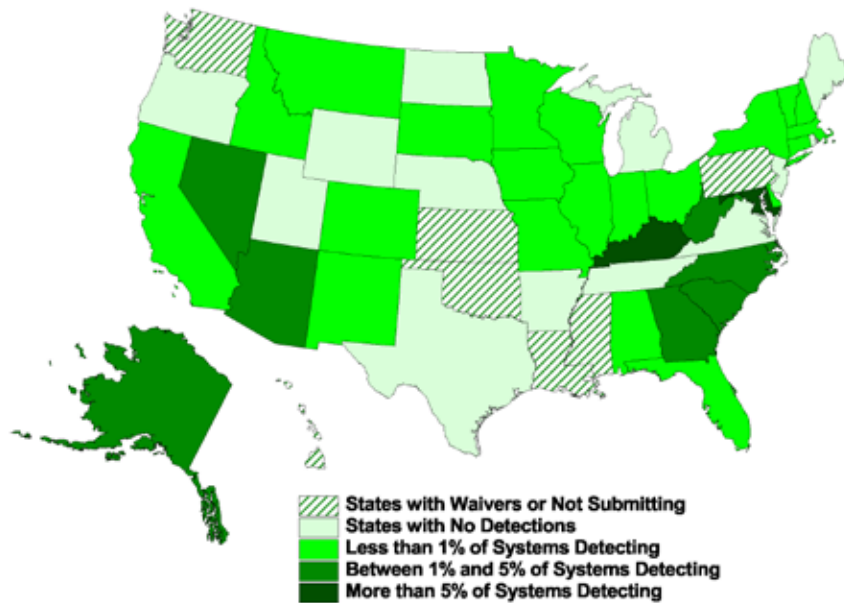 States with Waivers or Not Submitting
States with No Detections
Less than 1% of Systems Detecting
Between 1% and 5% of Systems Detecting
More than 5% of Systems Detecting